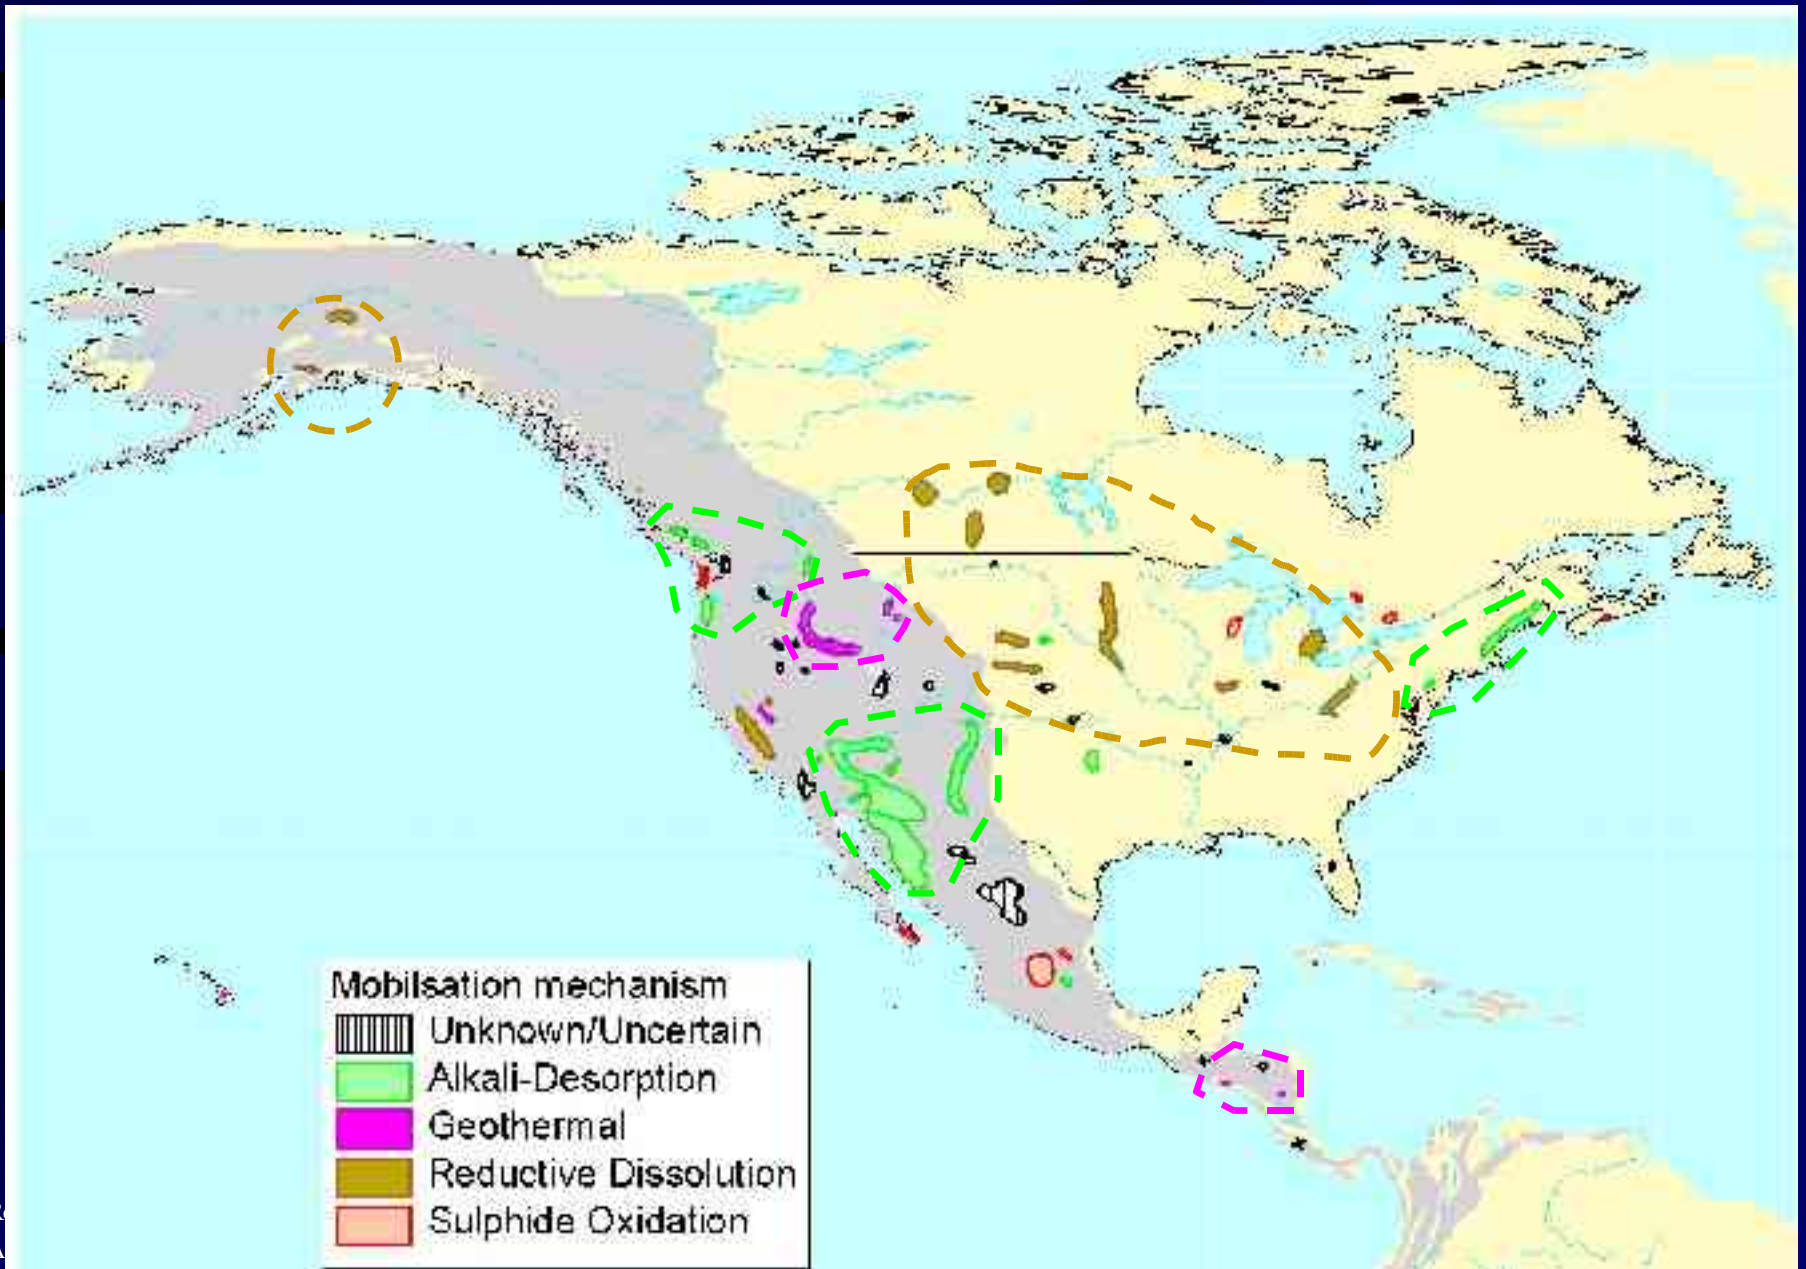 Mobilsation mechanism
Unknown/Uncertain
Alkali-Desorption
Geothermal
Reductive Dissolution
Sulphide Oxidation